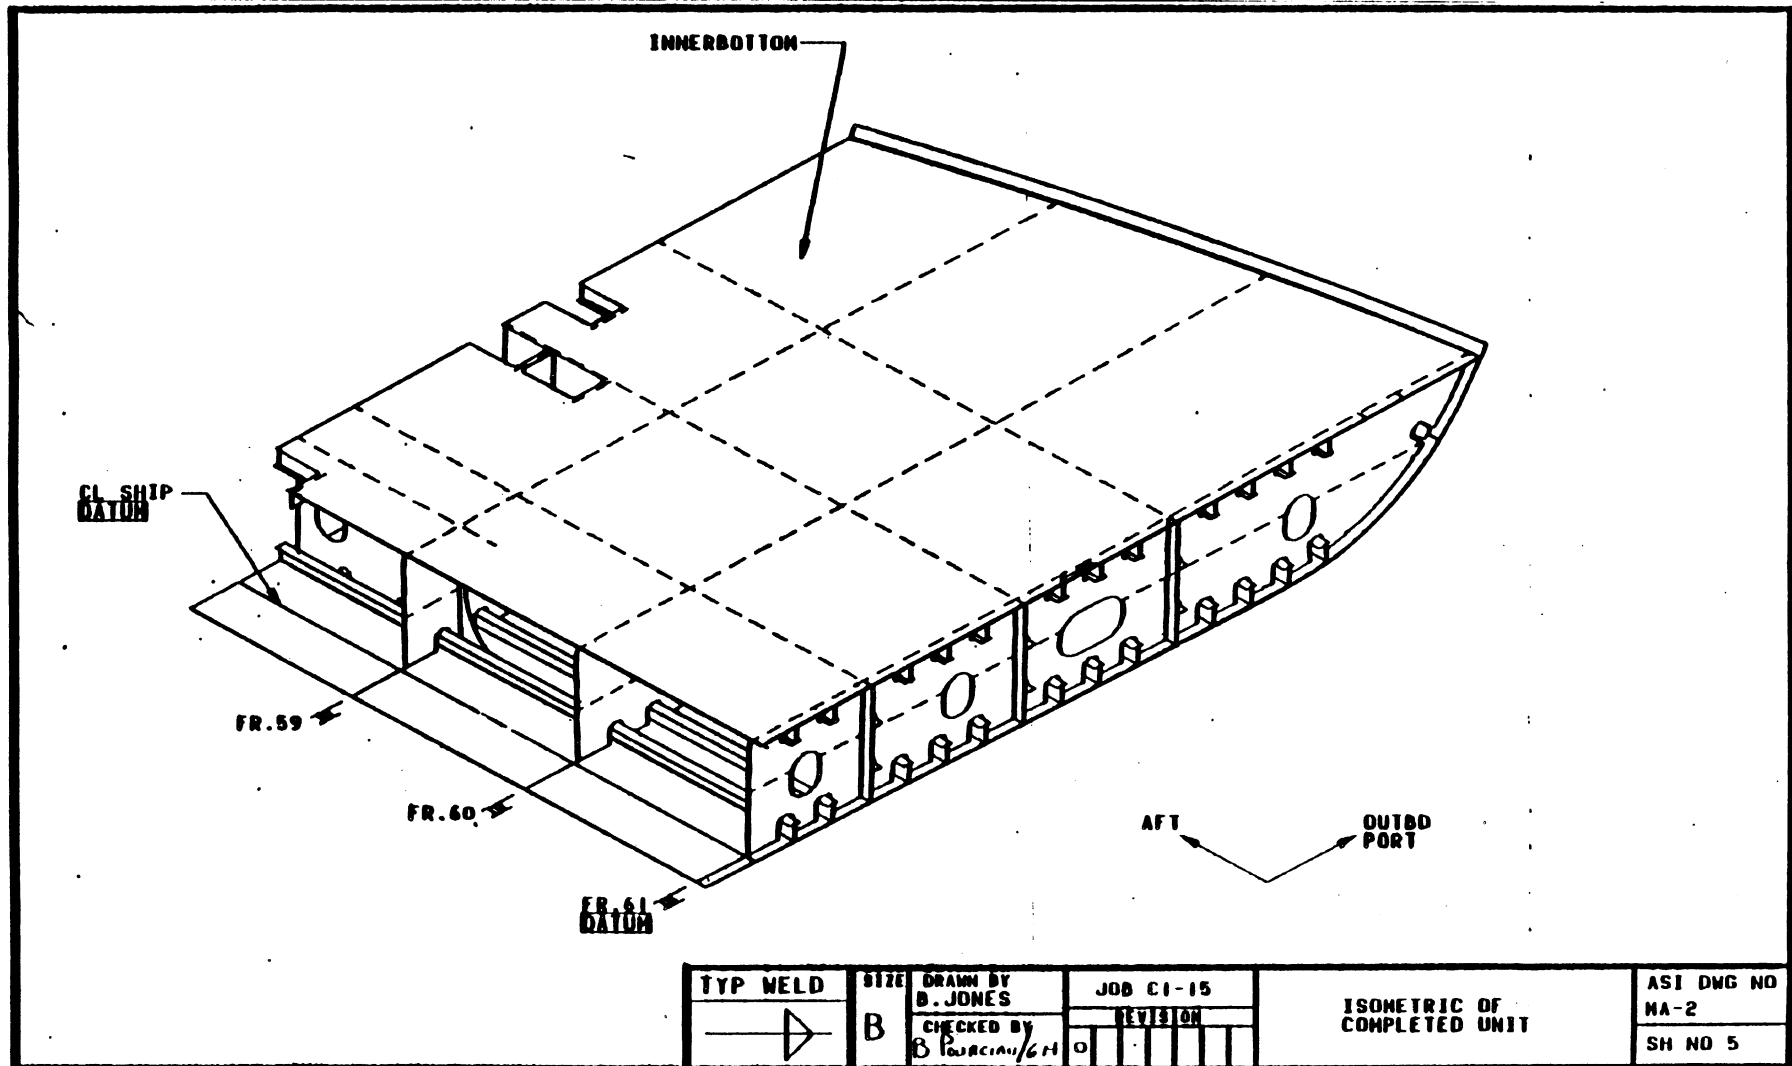 INNERBOTTOM
CL SHIP
DATUM
FR.59
FR.60
FR.61
DATUM
AFT
OUTBD
PORT
TYP WELD
SIZE
B
DRAWN BY
B.JONES
CHECKED BY
B
JOB C1-15
REVISION
0
ISOMETRIC OF
COMPLETED UNIT
ASI DWG NO
MA-2
SH NO 5